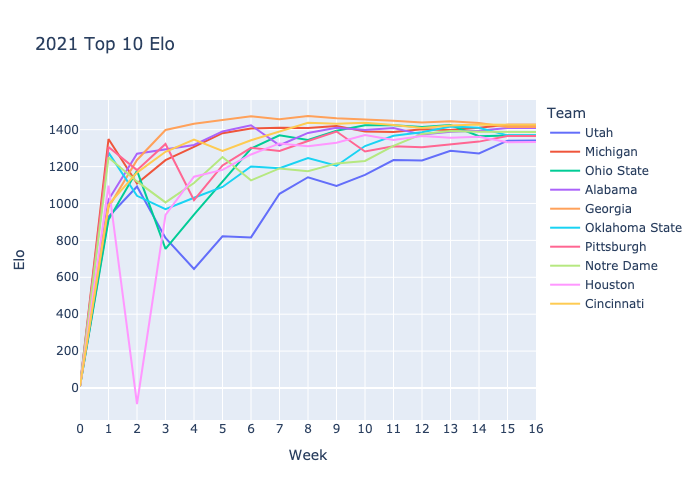 2021 Top 10 Elo
Team
Utah
Michigan
Ohio State
Alabama
Georgia
Oklahoma State
Pittsburgh
Notre Dame
Houston
Cincinnati
Elo
1400
1200
1000
800
600
400
200
0
0 1 2 3 4 5 6 7 8 9 10 11 12 13 14 15 16
Week